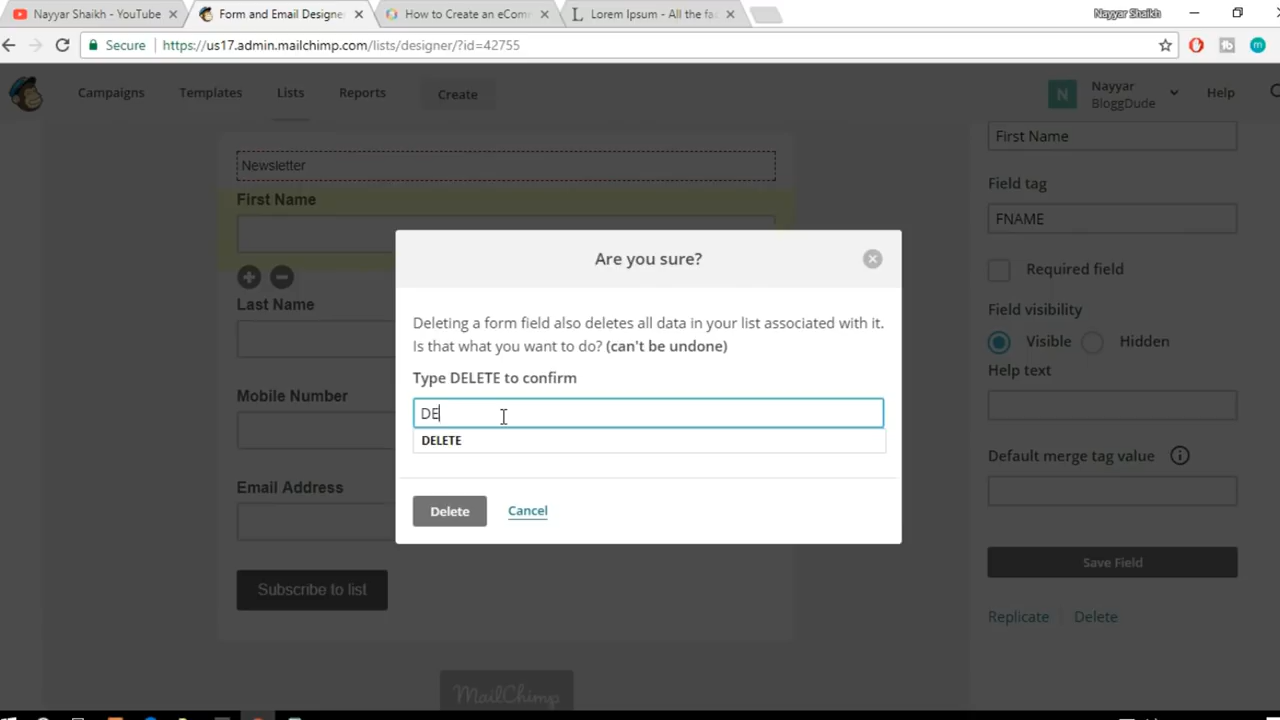 Nayyar Shaikh - YouTube
Form and Email Designe
How to Create an eCom
Lorem Ipsum - All the fa
Nayyar Shaikh
Secure
https://us17.admin.mailchimp.com/lists/designer/?id=42755
Campaigns
Templates
Lists
Reports
Create
N
Nayyar
BloggDude
Help
Newsletter
First Name
Last Name
Mobile Number
Email Address
Subscribe to list
MailChimp
Are you sure?
Deleting a form field also deletes all data in your list associated with it.
Is that what you want to do? (can't be undone)
Type DELETE to confirm
DE
DELETE
Delete
Cancel
First Name
Field tag
FNAME
Required field
Field visibility
Visible
Hidden
Help text
Default merge tag value
Save Field
Replicate
Delete